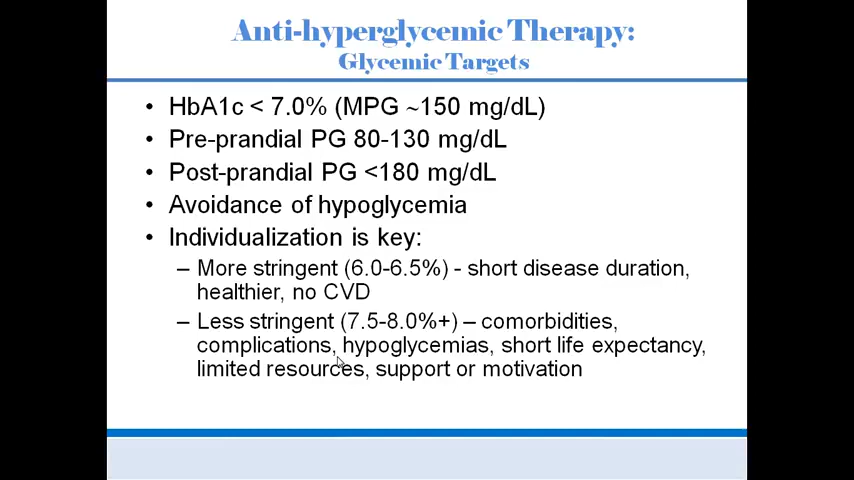 Anti-hyperglycemic Therapy:
Glycemic Targets
• HbA1c < 7.0% (MPG ~150 mg/dL)
• Pre-prandial PG 80-130 mg/dL
• Post-prandial PG <180 mg/dL
• Avoidance of hypoglycemia
• Individualization is key:
– More stringent (6.0-6.5%) - short disease duration,
healthier, no CVD
– Less stringent (7.5-8.0%+) – comorbidities,
complications, hypoglycemias, short life expectancy,
limited resources, support or motivation